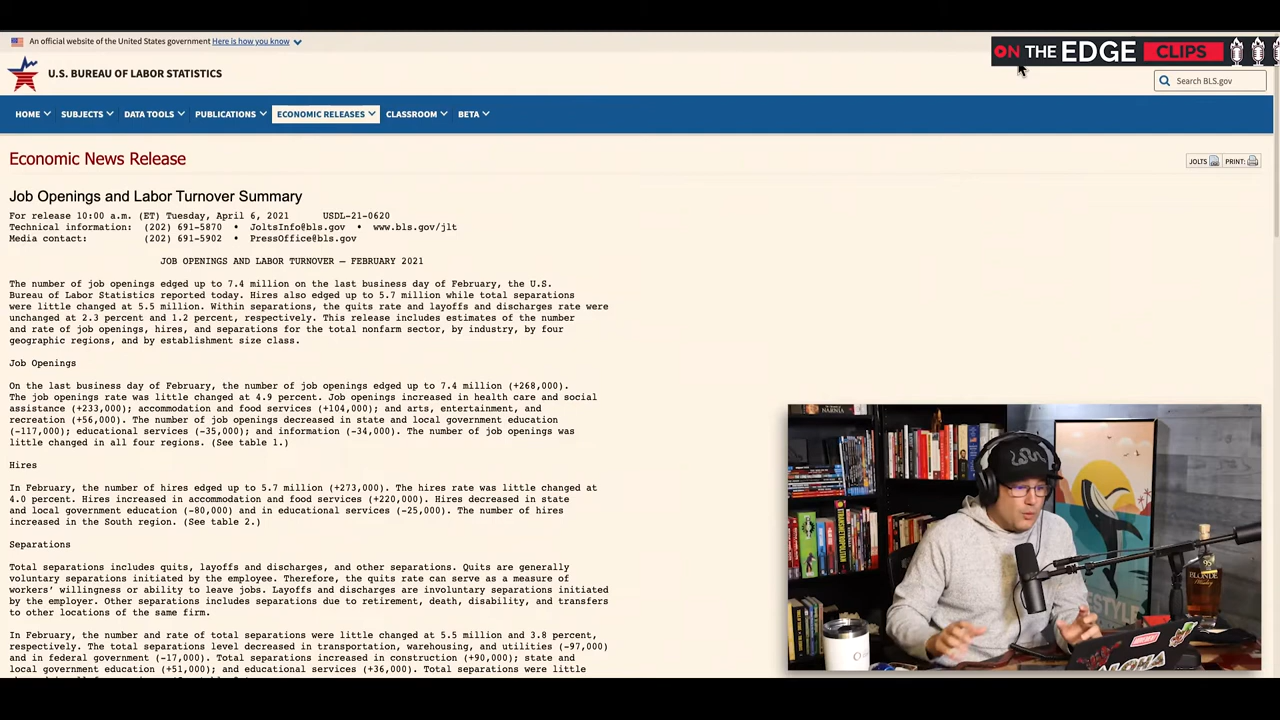 An official website of the United States government Here is how you know
ON THE EDGE CLIPS
U.S. BUREAU OF LABOR STATISTICS
Search BLS.gov
HOME SUBJECTS DATA TOOLS PUBLICATIONS ECONOMIC RELEASES CLASSROOM BETA
Economic News Release
JOLTS PRINT:
Job Openings and Labor Turnover Summary
For release 10:00 a.m. (ET) Tuesday, April 6, 2021 USDL-21-0620
Technical information: (202) 691-5870 • JoltsInfo@bls.gov • www.bls.gov/jlt
Media contact: (202) 691-5902 • PressOffice@bls.gov
JOB OPENINGS AND LABOR TURNOVER – FEBRUARY 2021
The number of job openings edged up to 7.4 million on the last business day of February, the U.S.
Bureau of Labor Statistics reported today. Hires also edged up to 5.7 million while total separations
were little changed at 5.5 million. Within separations, the quits rate and layoffs and discharges rate were
unchanged at 2.3 percent and 1.2 percent, respectively. This release includes estimates of the number
and rate of job openings, hires, and separations for the total nonfarm sector, by industry, by four
geographic regions, and by establishment size class.
Job Openings
On the last business day of February, the number of job openings edged up to 7.4 million (+268,000).
The job openings rate was little changed at 4.9 percent. Job openings increased in health care and social
assistance (+233,000); accommodation and food services (+104,000); and arts, entertainment, and
recreation (+56,000). The number of job openings decreased in state and local government education
(-117,000); educational services (-35,000); and information (-34,000). The number of job openings was
little changed in all four regions. (See table 1.)
Hires
In February, the number of hires edged up to 5.7 million (+273,000). The hires rate was little changed at
4.0 percent. Hires increased in accommodation and food services (+220,000). Hires decreased in state
and local government education (-80,000) and in educational services (-25,000). The number of hires
increased in the South region. (See table 2.)
Separations
Total separations includes quits, layoffs and discharges, and other separations. Quits are generally
voluntary separations initiated by the employee. Therefore, the quits rate can serve as a measure of
workers' willingness or ability to leave jobs. Layoffs and discharges are involuntary separations initiated
by the employer. Other separations includes separations due to retirement, death, disability, and transfers
to other locations of the same firm.
In February, the number and rate of total separations were little changed at 5.5 million and 3.8 percent,
respectively. The total separations level decreased in transportation, warehousing, and utilities (-97,000)
and in federal government (-17,000). Total separations increased in construction (+90,000); state and
local government education (+51,000); and educational services (+36,000). Total separations were little
NARNIA
BLONDE
ALOHA